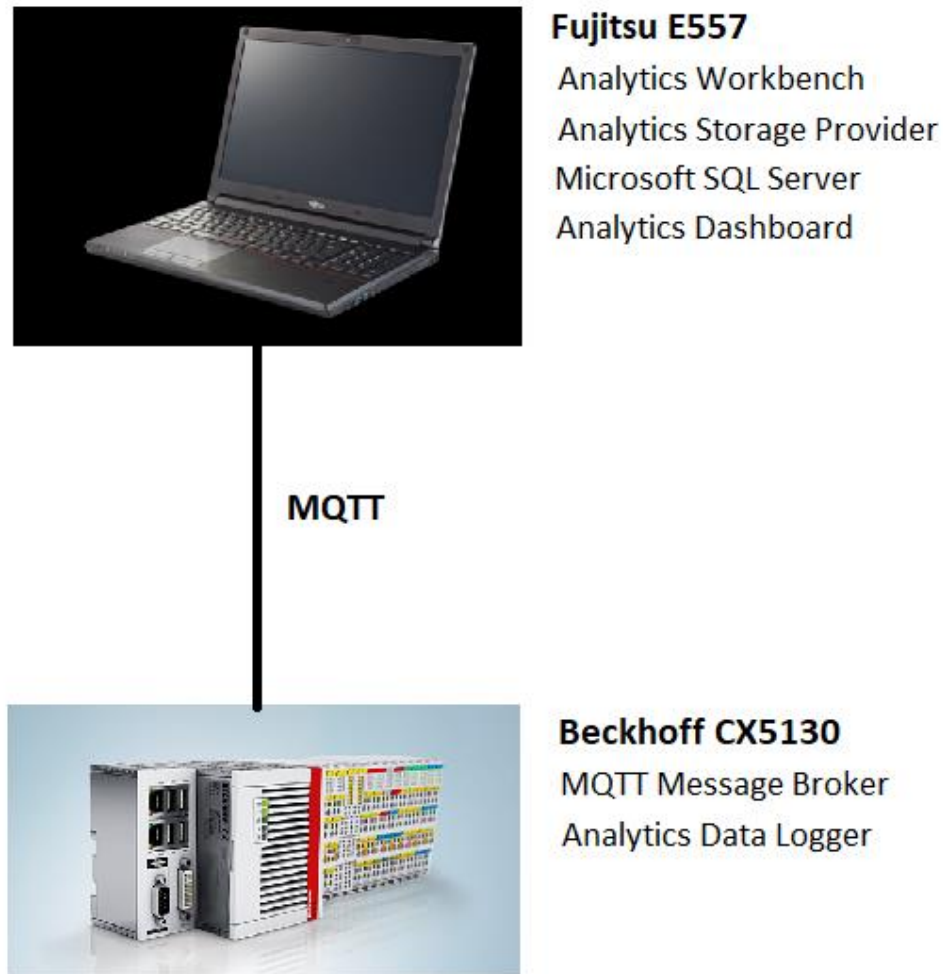 Fujitsu E557
Analytics Workbench
Analytics Storage Provider
Microsoft SQL Server
Analytics Dashboard
MQTT
Beckhoff CX5130
MQTT Message Broker
Analytics Data Logger